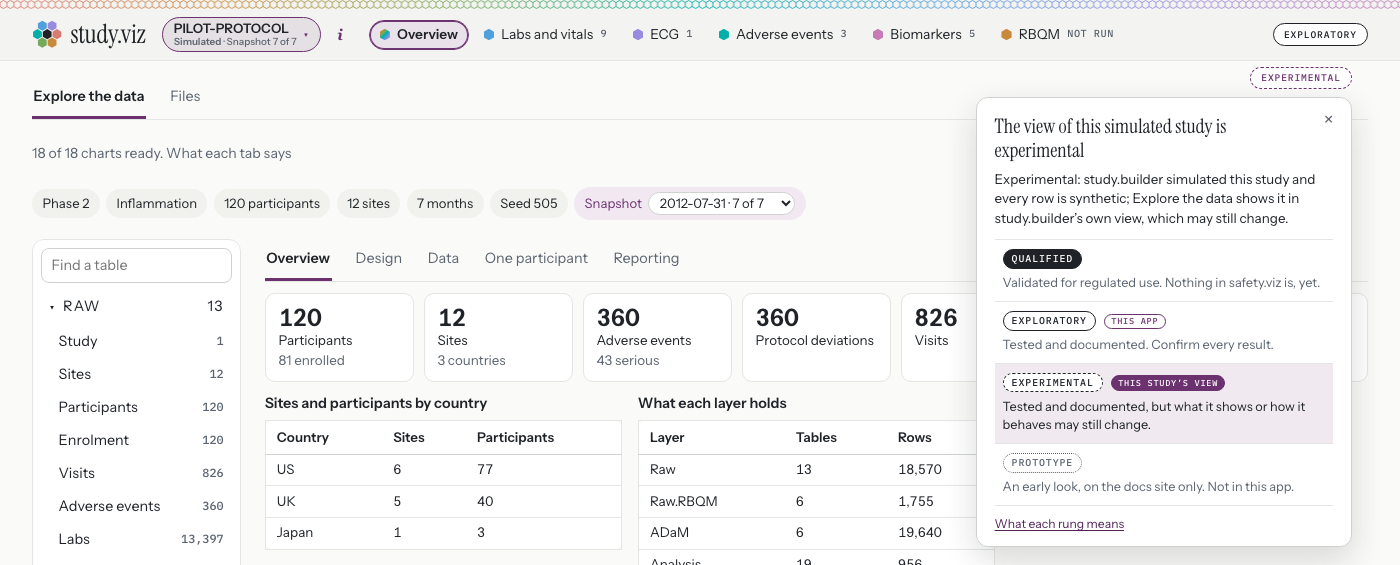 study.viz
PILOT-PROTOCOL
Simulated · Snapshot 7 of 7
i
Overview
Labs and vitals 9
ECG 1
Adverse events 3
Biomarkers 5
RBQM NOT RUN
EXPLORATORY
EXPERIMENTAL
Explore the data
Files
18 of 18 charts ready. What each tab says
Phase 2
Inflammation
120 participants
12 sites
7 months
Seed 505
Snapshot 2012-07-31 · 7 of 7
Find a table
RAW 13
Study 1
Sites 12
Participants 120
Enrolment 120
Visits 826
Adverse events 360
Labs 13,397
Overview
Design
Data
One participant
Reporting
120
Participants
81 enrolled
12
Sites
3 countries
360
Adverse events
43 serious
360
Protocol deviations
826
Visits
Sites and participants by country
Country Sites Participants
US 6 77
UK 5 40
Japan 1 3
What each layer holds
Layer Tables Rows
Raw 13 18,570
Raw.RBQM 6 1,755
ADaM 6 19,640
Analysis 19 956
The view of this simulated study is
experimental
×
Experimental: study.builder simulated this study and
every row is synthetic; Explore the data shows it in
study.builder's own view, which may still change.
QUALIFIED
Validated for regulated use. Nothing in safety.viz is, yet.
EXPLORATORY THIS APP
Tested and documented. Confirm every result.
EXPERIMENTAL THIS STUDY'S VIEW
Tested and documented, but what it shows or how it
behaves may still change.
PROTOTYPE
An early look, on the docs site only. Not in this app.
What each rung means